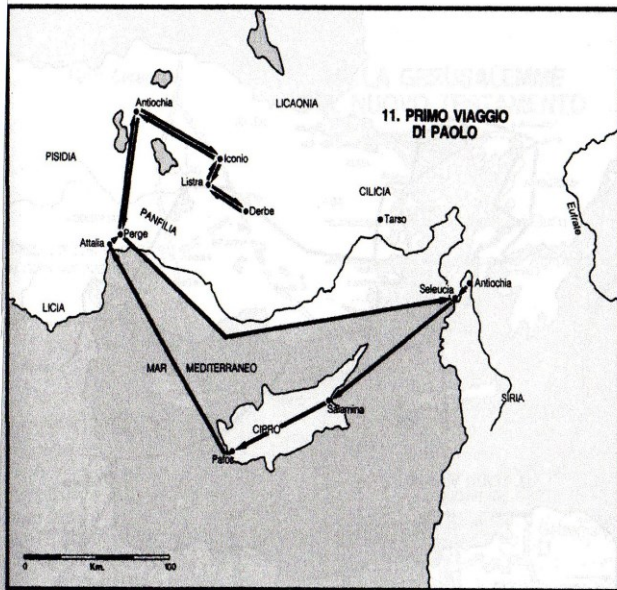 11. PRIMO VIAGGIO
DI PAOLO
Antiochia
LICAONIA
PISIDIA
Iconio
Listra
Derbe
CILICIA
Tarso
Eufrate
PANFILIA
Perge
Attalia
LICIA
Seleucia
Antiochia
MAR MEDITERRANEO
SIRIA
Salamina
CIPRO
Pafos
0 Km. 100